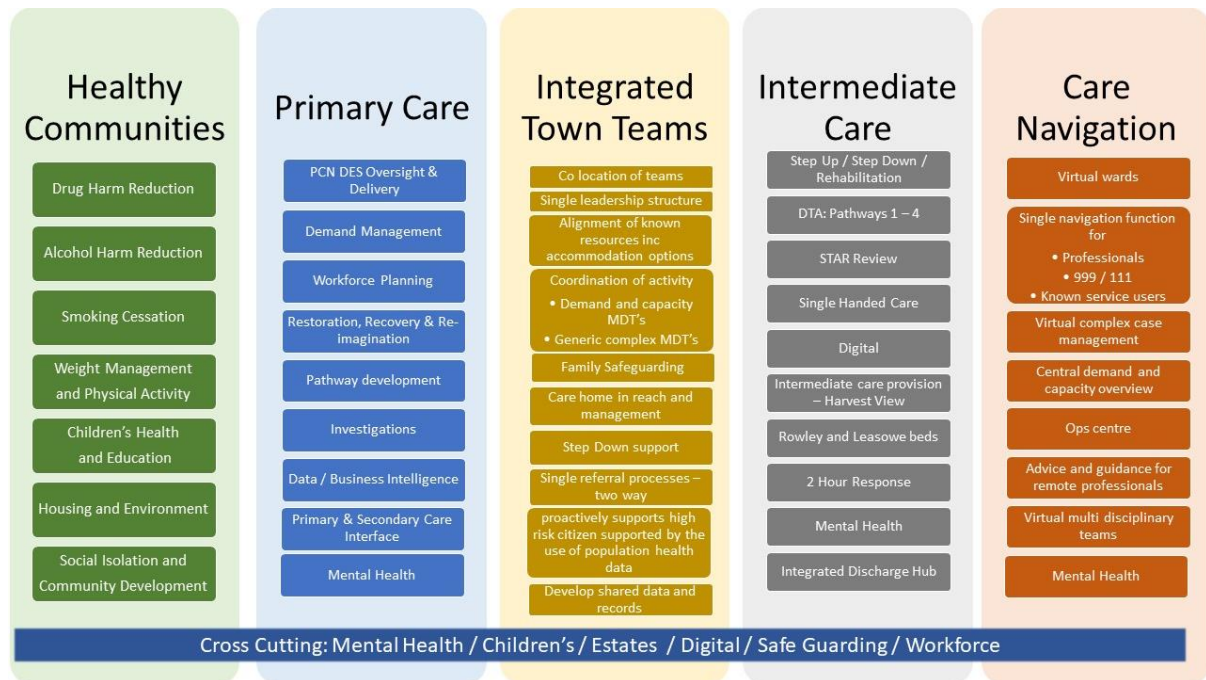 Healthy
Communities
Drug Harm Reduction
Alcohol Harm Reduction
Smoking Cessation
Weight Management
and Physical Activity
Children's Health
and Education
Housing and Environment
Social Isolation and
Community Development
Primary Care
PCN DES Oversight &
Delivery
Demand Management
Workforce Planning
Restoration, Recovery & Re-
imagination
Pathway development
Investigations
Data / Business Intelligence
Primary & Secondary Care
Interface
Mental Health
Integrated
Town Teams
Co location of teams
Single leadership structure
Alignment of known
resources inc
accommodation options
Coordination of activity
• Demand and capacity
MDT's
• Generic complex MDT's
Family Safeguarding
Care home in reach and
management
Step Down support
Single referral processes –
two way
proactively supports high
risk citizen supported by the
use of population health
data
Develop shared data and
records
Intermediate
Care
Step Up / Step Down /
Rehabilitation
DTA: Pathways 1 – 4
STAR Review
Single Handed Care
Digital
Intermediate care provision
– Harvest View
Rowley and Leasowe beds
2 Hour Response
Mental Health
Integrated Discharge Hub
Care
Navigation
Virtual wards
Single navigation function
for
• Professionals
• 999 / 111
• Known service users
Virtual complex case
management
Central demand and
capacity overview
Ops centre
Advice and guidance for
remote professionals
Virtual multi disciplinary
teams
Mental Health
Cross Cutting: Mental Health / Children's / Estates / Digital / Safe Guarding / Workforce